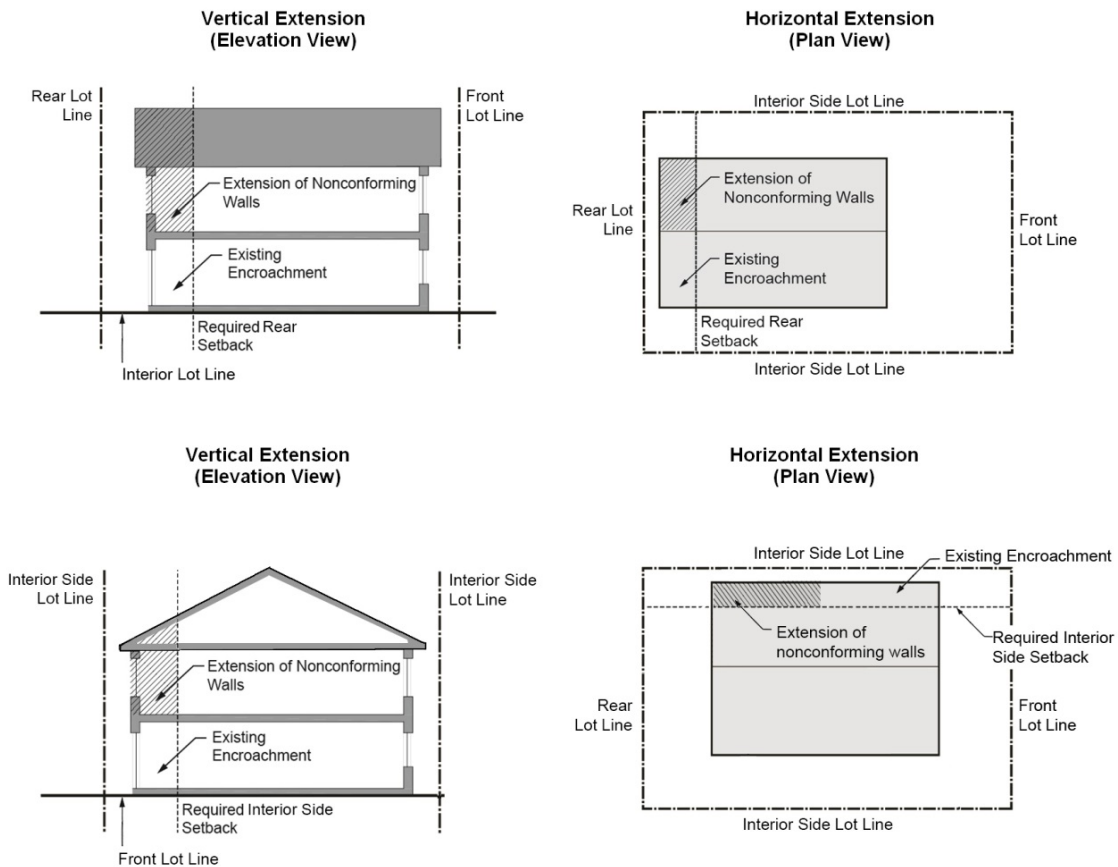 Vertical Extension
(Elevation View)
Rear Lot
Line
Front
Lot Line
Extension of Nonconforming
Walls
Existing
Encroachment
Required Rear
Setback
Interior Lot Line
Horizontal Extension
(Plan View)
Interior Side Lot Line
Extension of
Nonconforming Walls
Rear Lot
Line
Front
Lot Line
Existing
Encroachment
Required Rear
Setback
Interior Side Lot Line
Vertical Extension
(Elevation View)
Interior Side
Lot Line
Interior Side
Lot Line
Extension of Nonconforming
Walls
Existing
Encroachment
Required Interior Side
Setback
Front Lot Line
Horizontal Extension
(Plan View)
Interior Side Lot Line
Existing Encroachment
Extension of
nonconforming walls
Required Interior
Side Setback
Rear
Lot Line
Front
Lot Line
Interior Side Lot Line